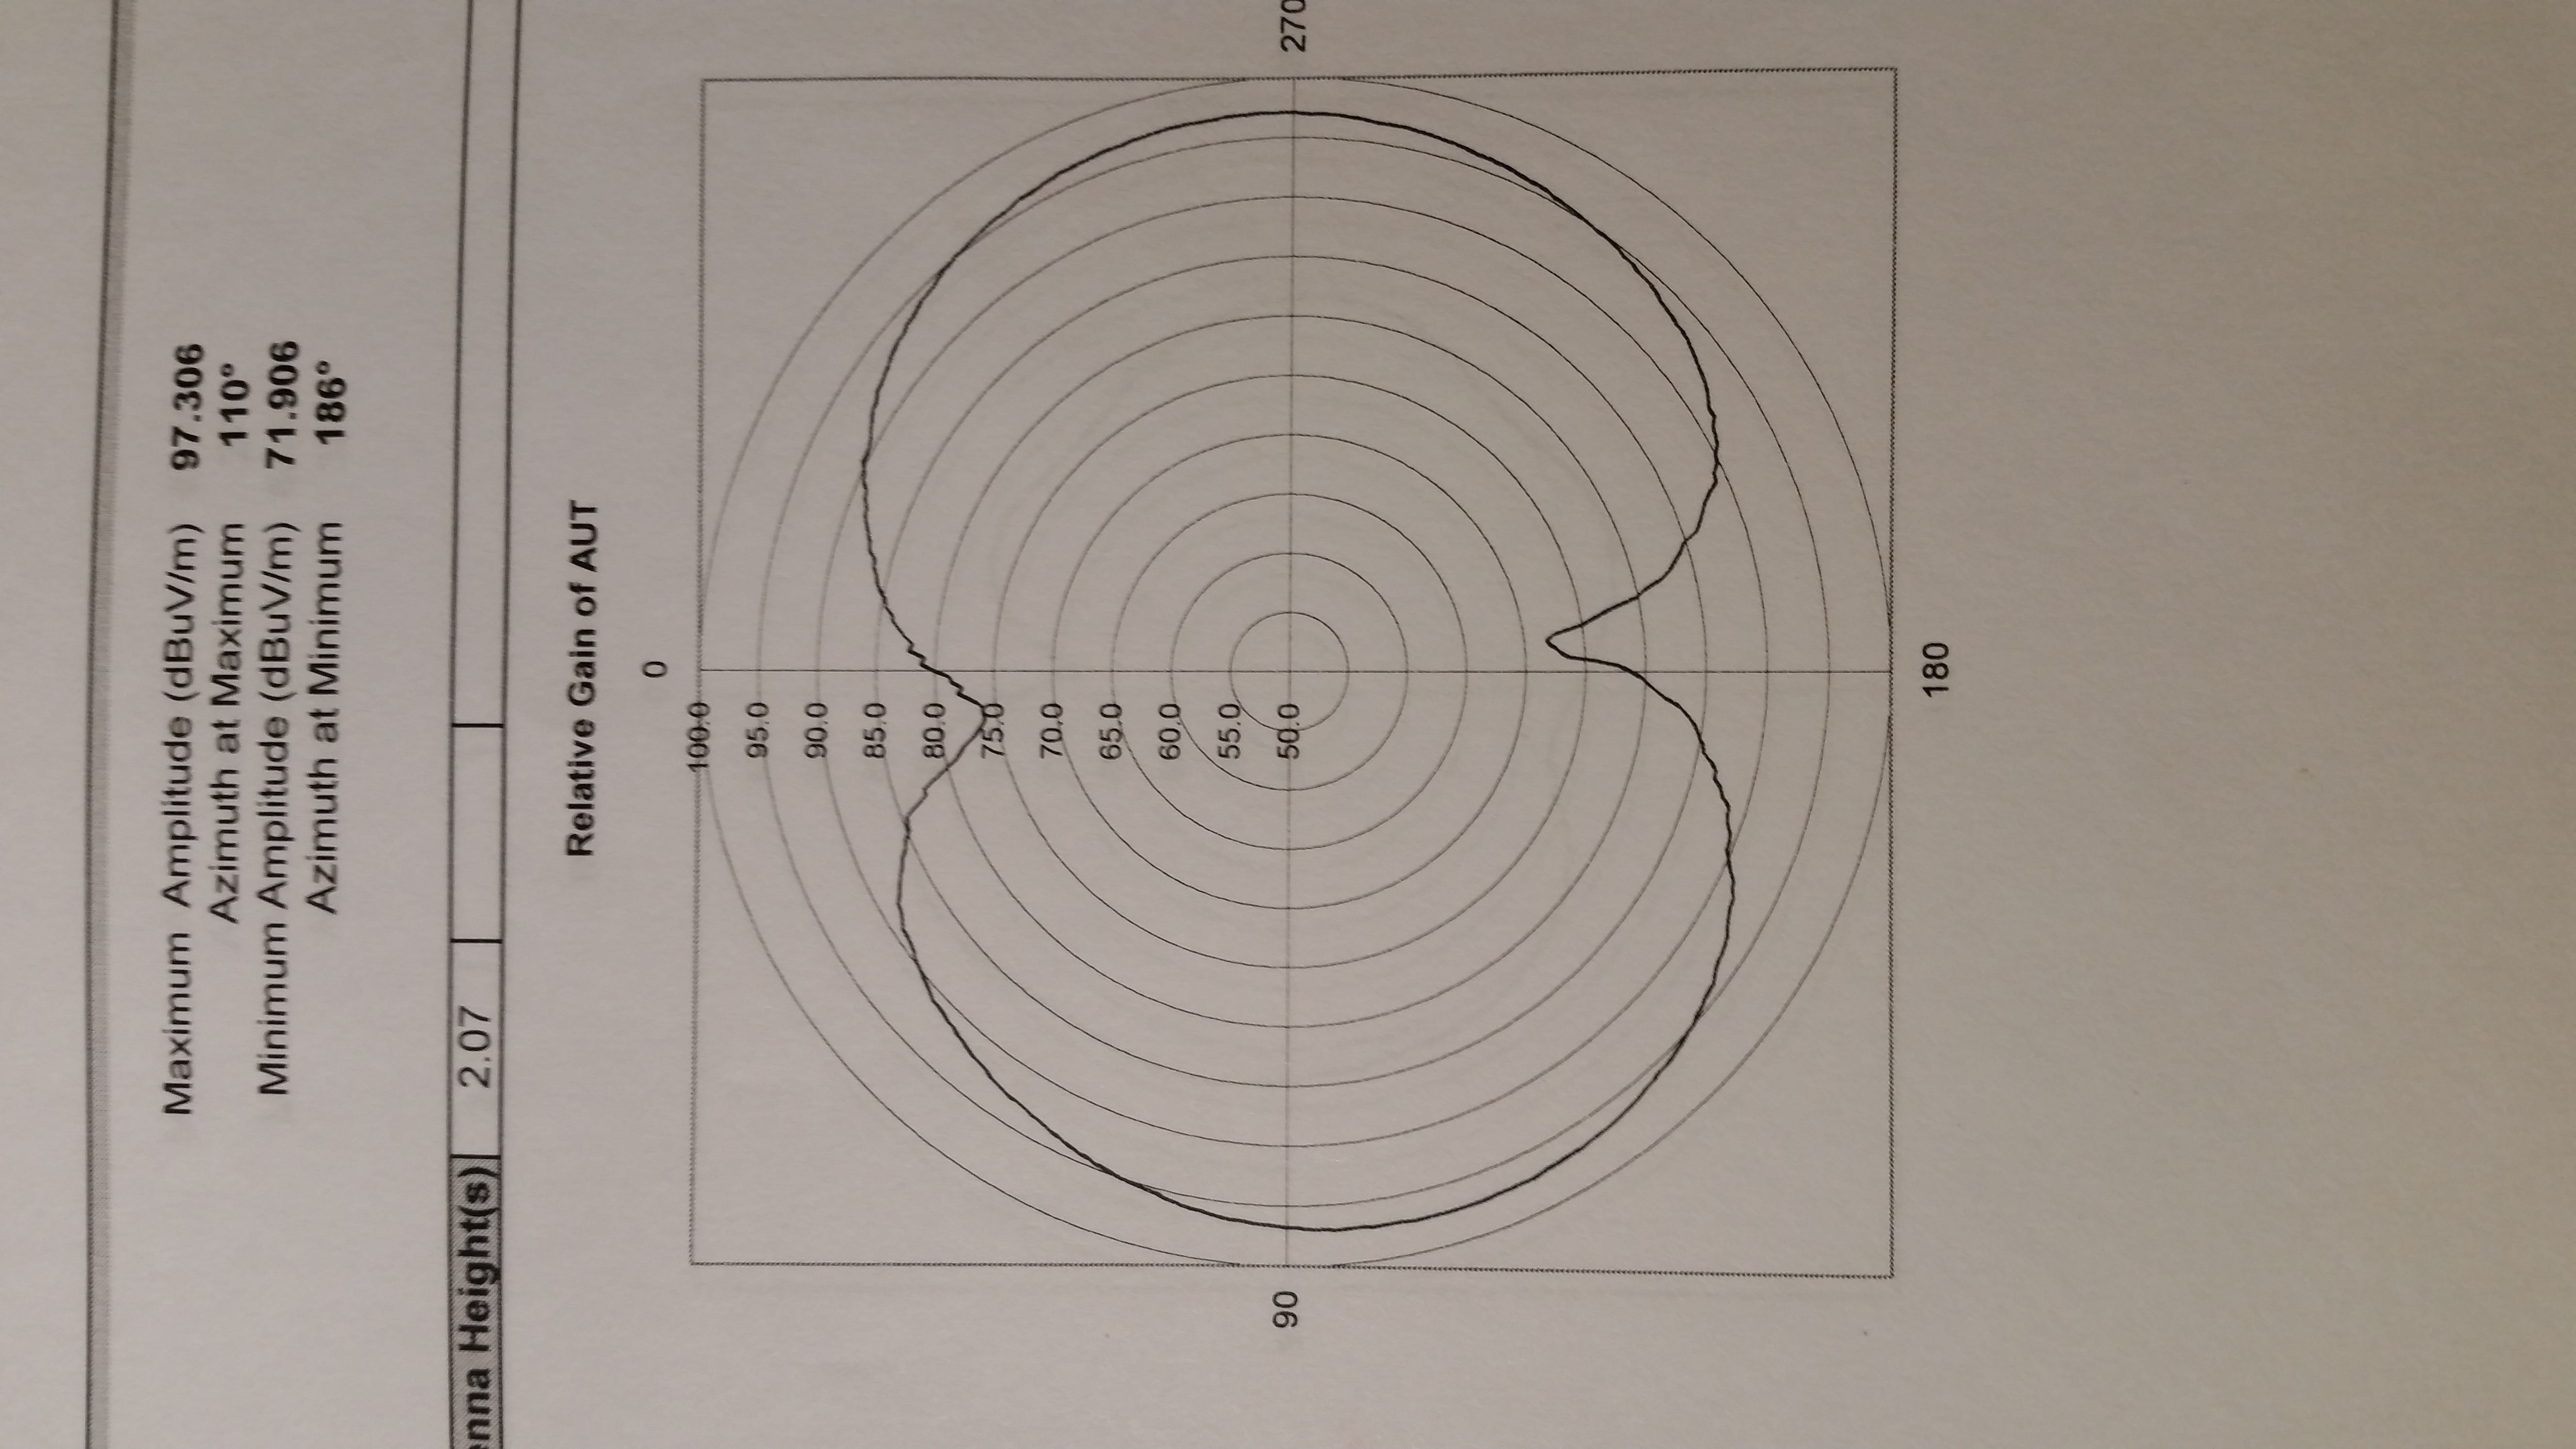 Maximum Amplitude (dBuV/m) 97.306
Azimuth at Maximum 110°
Minimum Amplitude (dBuV/m) 71.906
Azimuth at Minimum 186°
enna Height(s) 2.07
Relative Gain of AUT
0
100.0
95.0
90.0
85.0
80.0
75.0
70.0
65.0
60.0
55.0
50.0
90
270
180